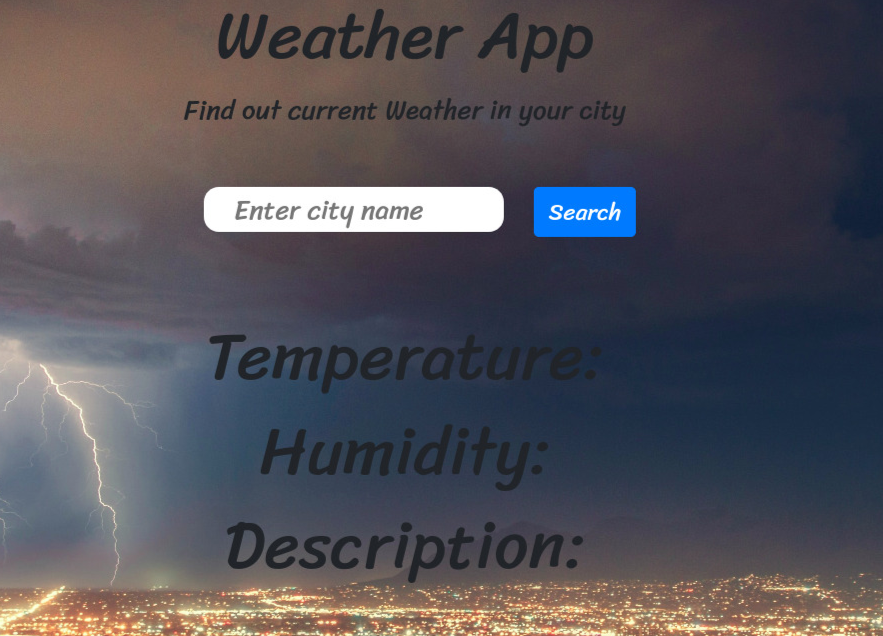 Weather App
Find out current Weather in your city
Enter city name
Search
Temperature:
Humidity:
Description: